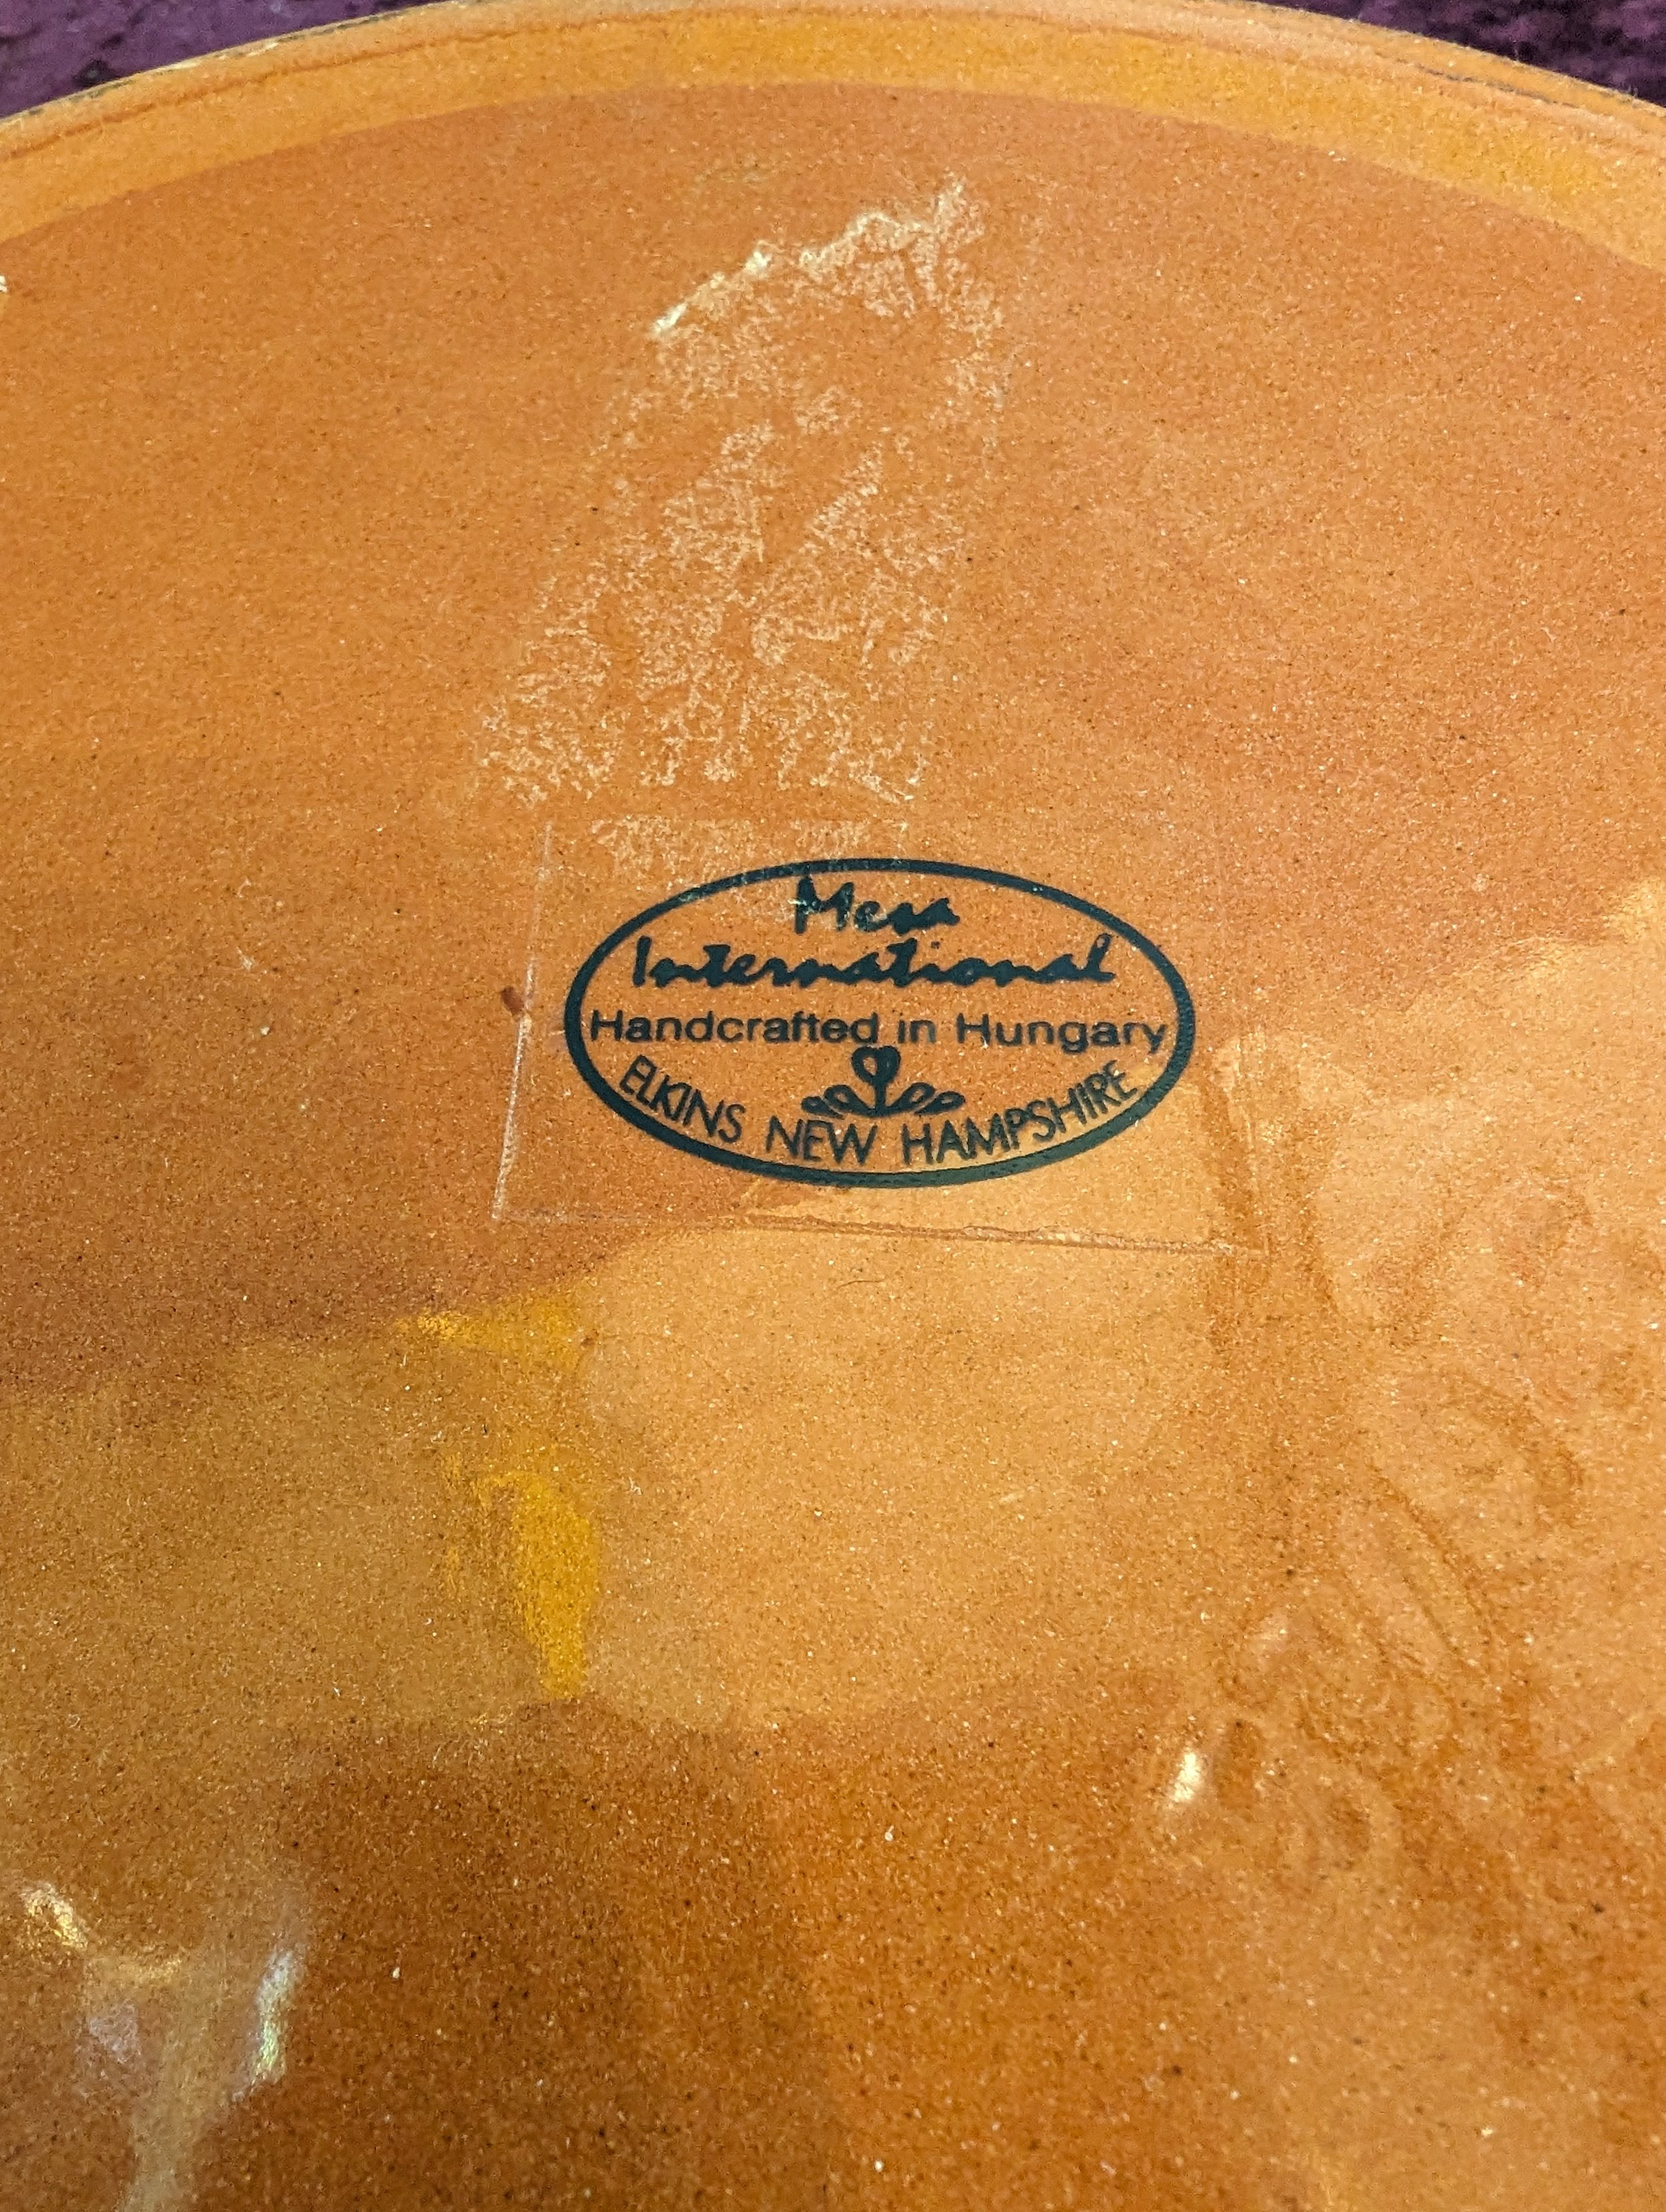 Mesa
International
Handcrafted in Hungary
ELKINS NEW HAMPSHIRE